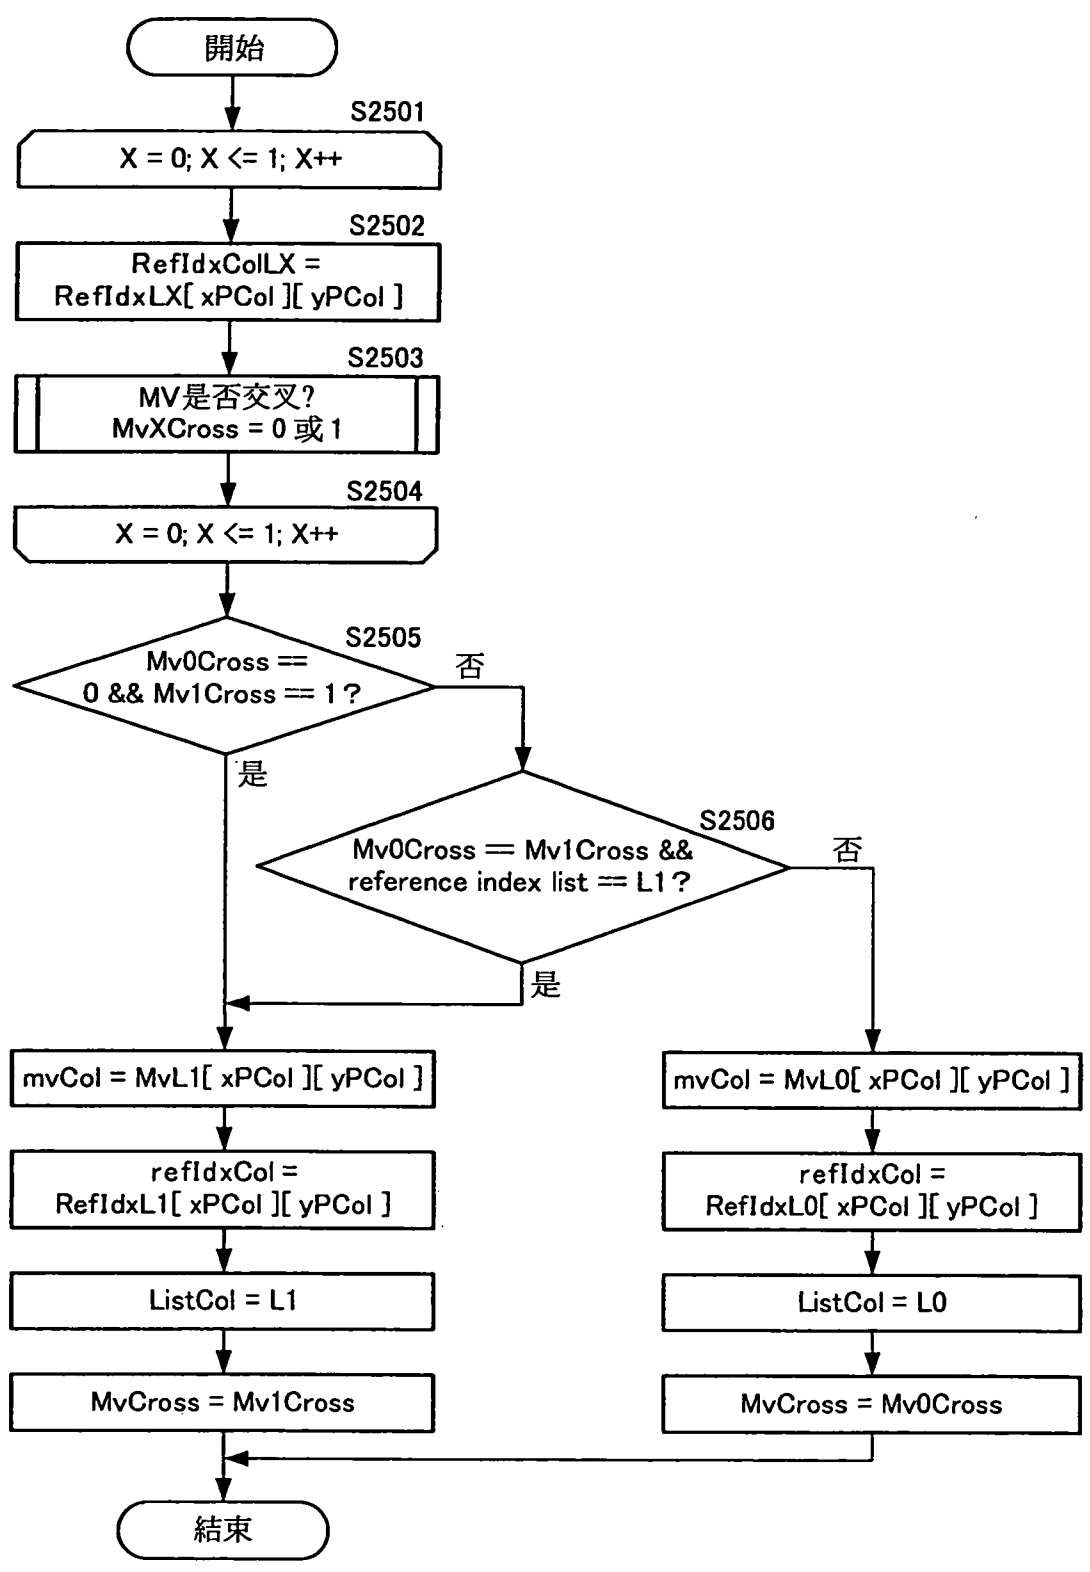 開始
S2501
X = 0; X <= 1; X++
S2502
RefIdxColLX =
RefIdxLX[ xPCol ][ yPCol ]
S2503
MV是否交叉?
MvXCross = 0 或 1
S2504
X = 0; X <= 1; X++
S2505
Mv0Cross ==
0 && Mv1Cross == 1?
否
是
S2506
Mv0Cross == Mv1Cross &&
reference index list == L1?
否
是
mvCol = MvL1[ xPCol ][ yPCol ]
refIdxCol =
RefIdxL1[ xPCol ][ yPCol ]
ListCol = L1
MvCross = Mv1Cross
mvCol = MvL0[ xPCol ][ yPCol ]
refIdxCol =
RefIdxL0[ xPCol ][ yPCol ]
ListCol = L0
MvCross = Mv0Cross
結束